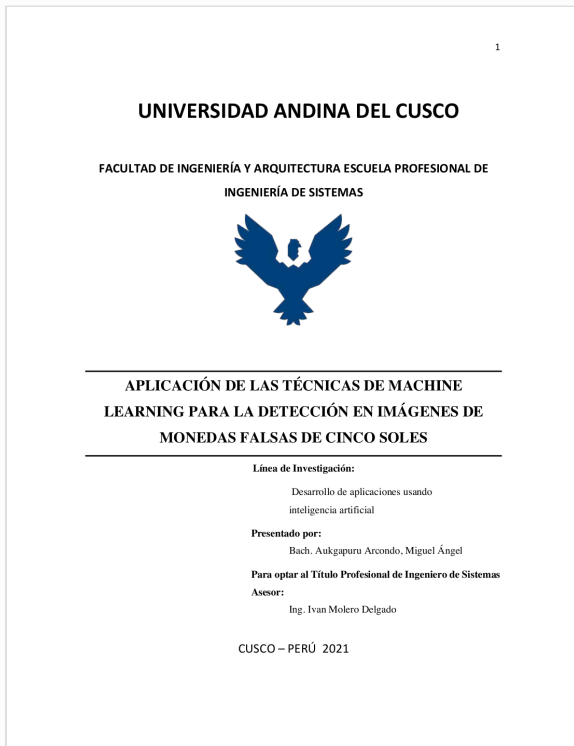 1
UNIVERSIDAD ANDINA DEL CUSCO
FACULTAD DE INGENIERÍA Y ARQUITECTURA ESCUELA PROFESIONAL DE
INGENIERÍA DE SISTEMAS
APLICACIÓN DE LAS TÉCNICAS DE MACHINE
LEARNING PARA LA DETECCIÓN EN IMÁGENES DE
MONEDAS FALSAS DE CINCO SOLES
Línea de Investigación:
Desarrollo de aplicaciones usando
inteligencia artificial
Presentado por:
Bach. Aukgapuru Arcondo, Miguel Ángel
Para optar al Título Profesional de Ingeniero de Sistemas
Asesor:
Ing. Ivan Molero Delgado
CUSCO – PERÚ 2021